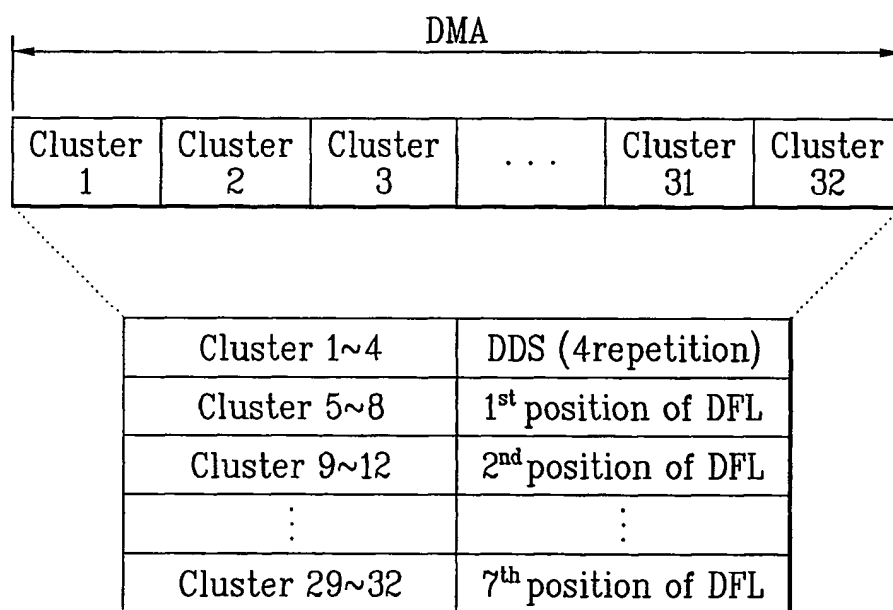 DMA
Cluster 1
Cluster 2
Cluster 3
...
Cluster 31
Cluster 32
Cluster 1~4 DDS (4repetition)
Cluster 5~8 1st position of DFL
Cluster 9~12 2nd position of DFL
⋮ ⋮
Cluster 29~32 7th position of DFL